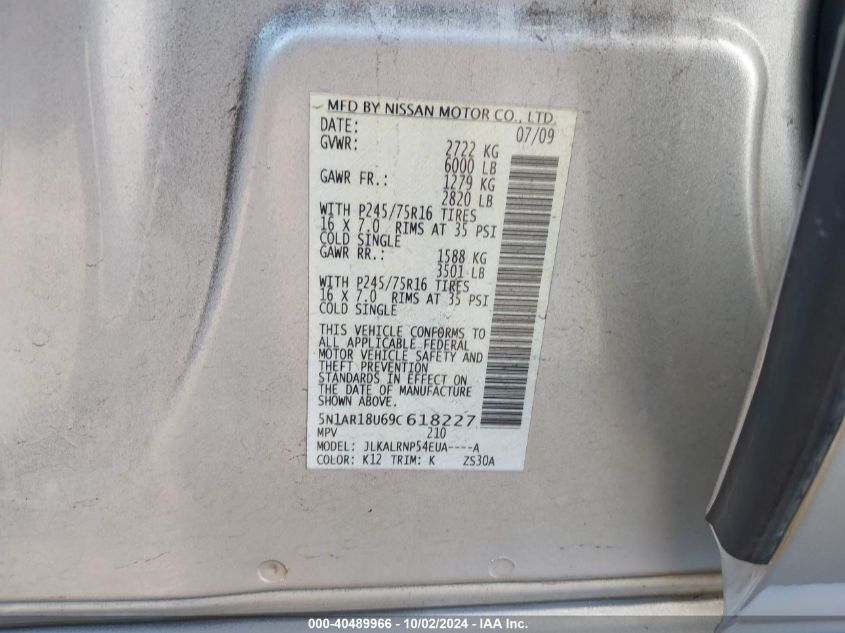 MFD BY NISSAN MOTOR CO., LTD.
DATE: 07/09
GVWR: 2722 KG
6000 LB
GAWR FR.: 1279 KG
2820 LB
WITH P245/75R16 TIRES
16 X 7.0 RIMS AT 35 PSI
COLD SINGLE
GAWR RR.: 1588 KG
3501 LB
WITH P245/75R16 TIRES
16 X 7.0 RIMS AT 35 PSI
COLD SINGLE
THIS VEHICLE CONFORMS TO
ALL APPLICABLE FEDERAL
MOTOR VEHICLE SAFETY AND
THEFT PREVENTION
STANDARDS IN EFFECT ON
THE DATE OF MANUFACTURE
SHOWN ABOVE.
5N1AR18U69C618227
MPV 210
MODEL: JLKALRNP54EUA----A
COLOR: K12 TRIM: K ZS30A
000-40489966 - 10/02/2024 - IAA Inc.